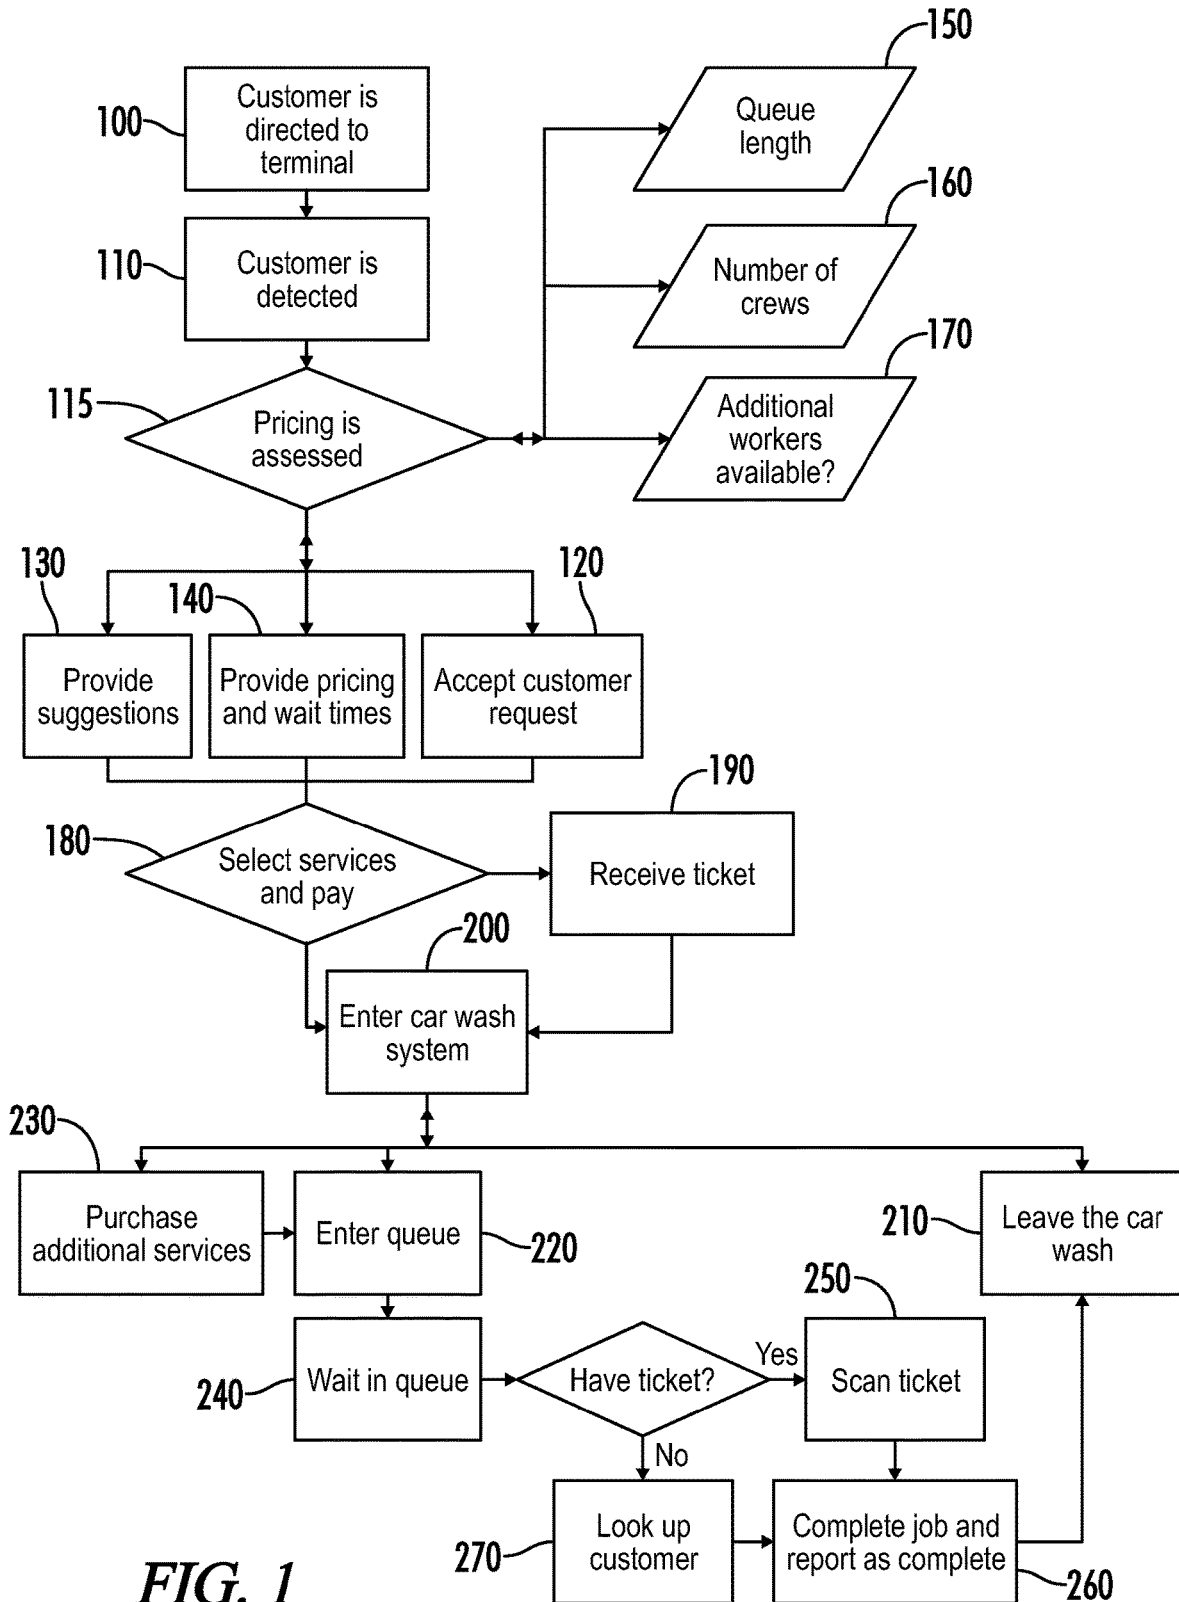 150
Customer is
directed to
terminal
100
Queue
length
160
Customer is
detected
110
Number of
crews
170
115
Pricing is
assessed
Additional
workers
available?
130
140
120
Provide
suggestions
Provide pricing
and wait times
Accept customer
request
190
180
Select services
and pay
Receive ticket
200
Enter car wash
system
230
Purchase
additional services
Enter queue
220
210
Leave the car
wash
250
240
Wait in queue
Have ticket?
Yes
Scan ticket
No
270
Look up
customer
Complete job and
report as complete
260
FIG. 1